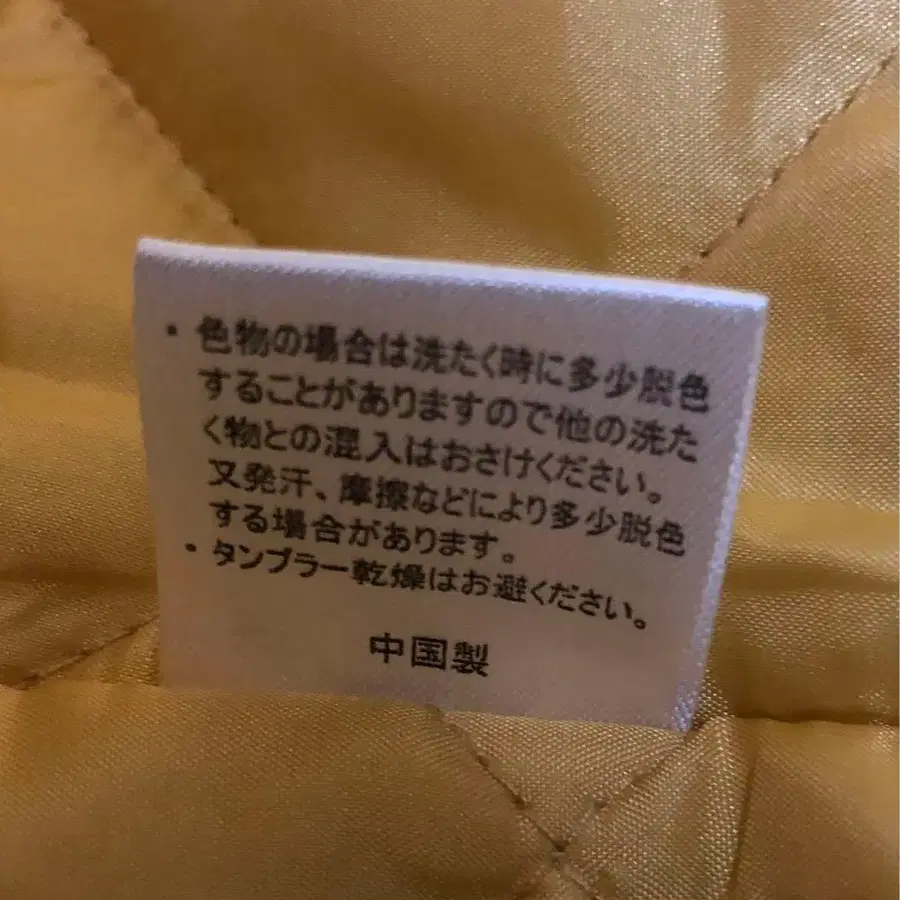 ・色物の場合は洗たく時に多少脱色
することがありますので他の洗た
く物との混入はおさけください。
又発汗、摩擦などにより多少脱色
する場合があります。
・タンブラー乾燥はお避ください。
中国製